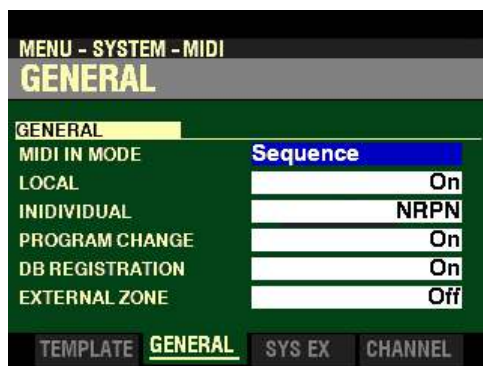 MENU - SYSTEM - MIDI
GENERAL
GENERAL
MIDI IN MODE Sequence
LOCAL On
INIDIVIDUAL NRPN
PROGRAM CHANGE On
DB REGISTRATION On
EXTERNAL ZONE Off
TEMPLATE GENERAL SYS EX CHANNEL